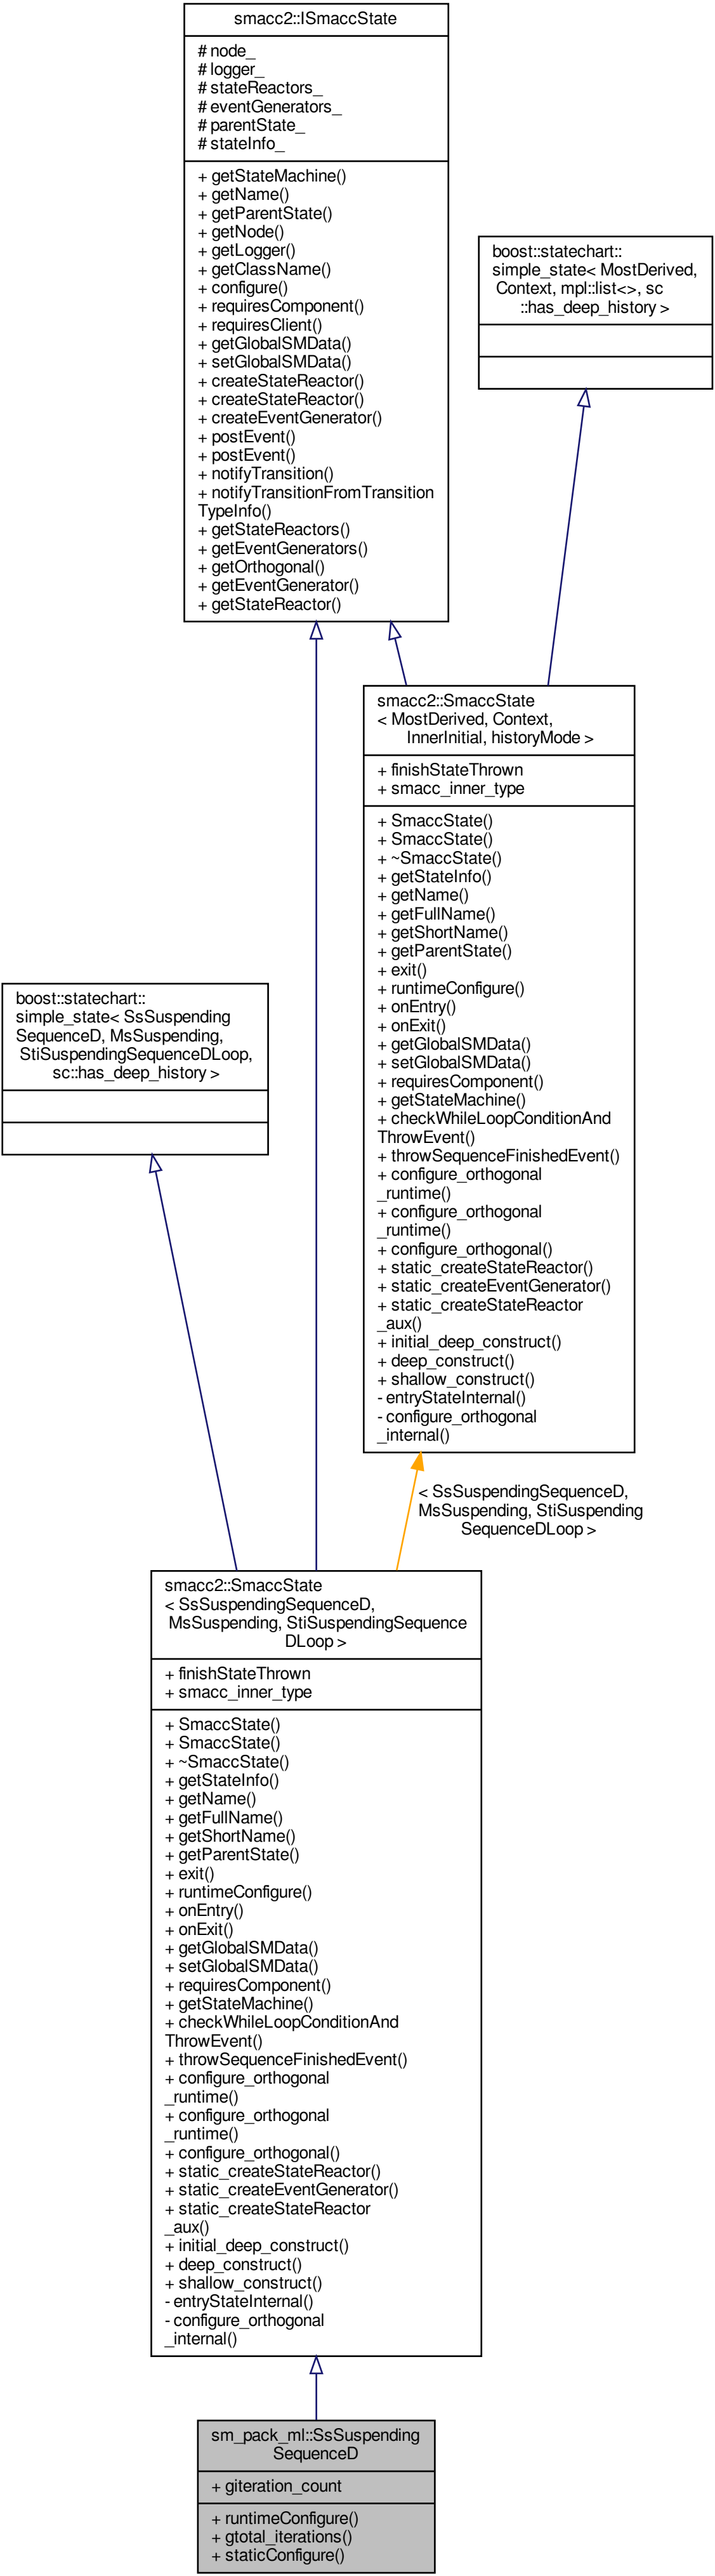 smacc2::ISmaccState
# node_
# logger_
# stateReactors_
# eventGenerators_
# parentState_
# stateInfo_
+ getStateMachine()
+ getName()
+ getParentState()
+ getNode()
+ getLogger()
+ getClassName()
+ configure()
+ requiresComponent()
+ requiresClient()
+ getGlobalSMData()
+ setGlobalSMData()
+ createStateReactor()
+ createStateReactor()
+ createEventGenerator()
+ postEvent()
+ postEvent()
+ notifyTransition()
+ notifyTransitionFromTransition
TypeInfo()
+ getStateReactors()
+ getEventGenerators()
+ getOrthogonal()
+ getEventGenerator()
+ getStateReactor()
boost::statechart::
simple_state< MostDerived,
Context, mpl::list<>, sc
::has_deep_history >
smacc2::SmaccState
< MostDerived, Context,
InnerInitial, historyMode >
+ finishStateThrown
+ smacc_inner_type
+ SmaccState()
+ SmaccState()
+ ~SmaccState()
+ getStateInfo()
+ getName()
+ getFullName()
+ getShortName()
+ getParentState()
+ exit()
+ runtimeConfigure()
+ onEntry()
+ onExit()
+ getGlobalSMData()
+ setGlobalSMData()
+ requiresComponent()
+ getStateMachine()
+ checkWhileLoopConditionAnd
ThrowEvent()
+ throwSequenceFinishedEvent()
+ configure_orthogonal
_runtime()
+ configure_orthogonal
_runtime()
+ configure_orthogonal()
+ static_createStateReactor()
+ static_createEventGenerator()
+ static_createStateReactor
_aux()
+ initial_deep_construct()
+ deep_construct()
+ shallow_construct()
- entryStateInternal()
- configure_orthogonal
_internal()
boost::statechart::
simple_state< SsSuspending
SequenceD, MsSuspending,
StiSuspendingSequenceDLoop,
sc::has_deep_history >
< SsSuspendingSequenceD,
MsSuspending, StiSuspending
SequenceDLoop >
smacc2::SmaccState
< SsSuspendingSequenceD,
MsSuspending, StiSuspendingSequence
DLoop >
+ finishStateThrown
+ smacc_inner_type
+ SmaccState()
+ SmaccState()
+ ~SmaccState()
+ getStateInfo()
+ getName()
+ getFullName()
+ getShortName()
+ getParentState()
+ exit()
+ runtimeConfigure()
+ onEntry()
+ onExit()
+ getGlobalSMData()
+ setGlobalSMData()
+ requiresComponent()
+ getStateMachine()
+ checkWhileLoopConditionAnd
ThrowEvent()
+ throwSequenceFinishedEvent()
+ configure_orthogonal
_runtime()
+ configure_orthogonal
_runtime()
+ configure_orthogonal()
+ static_createStateReactor()
+ static_createEventGenerator()
+ static_createStateReactor
_aux()
+ initial_deep_construct()
+ deep_construct()
+ shallow_construct()
- entryStateInternal()
- configure_orthogonal
_internal()
sm_pack_ml::SsSuspending
SequenceD
+ giteration_count
+ runtimeConfigure()
+ gtotal_iterations()
+ staticConfigure()